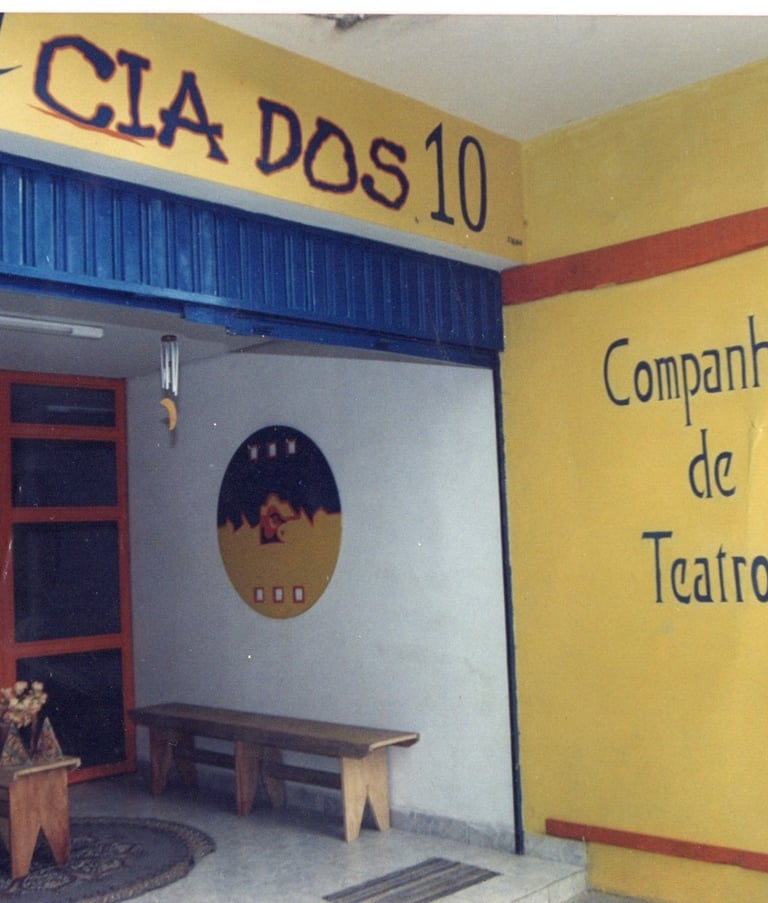 CIA DOS 10
Companh
de
Teatro